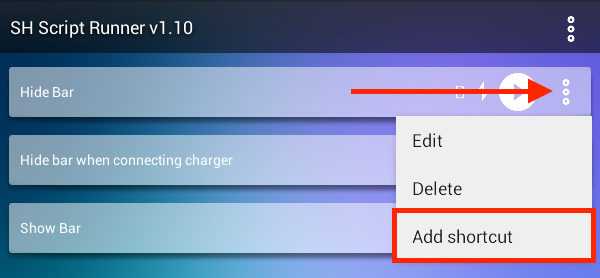 SH Script Runner v1.10
Hide Bar
Edit
Hide bar when connecting charger
Delete
Show Bar
Add shortcut